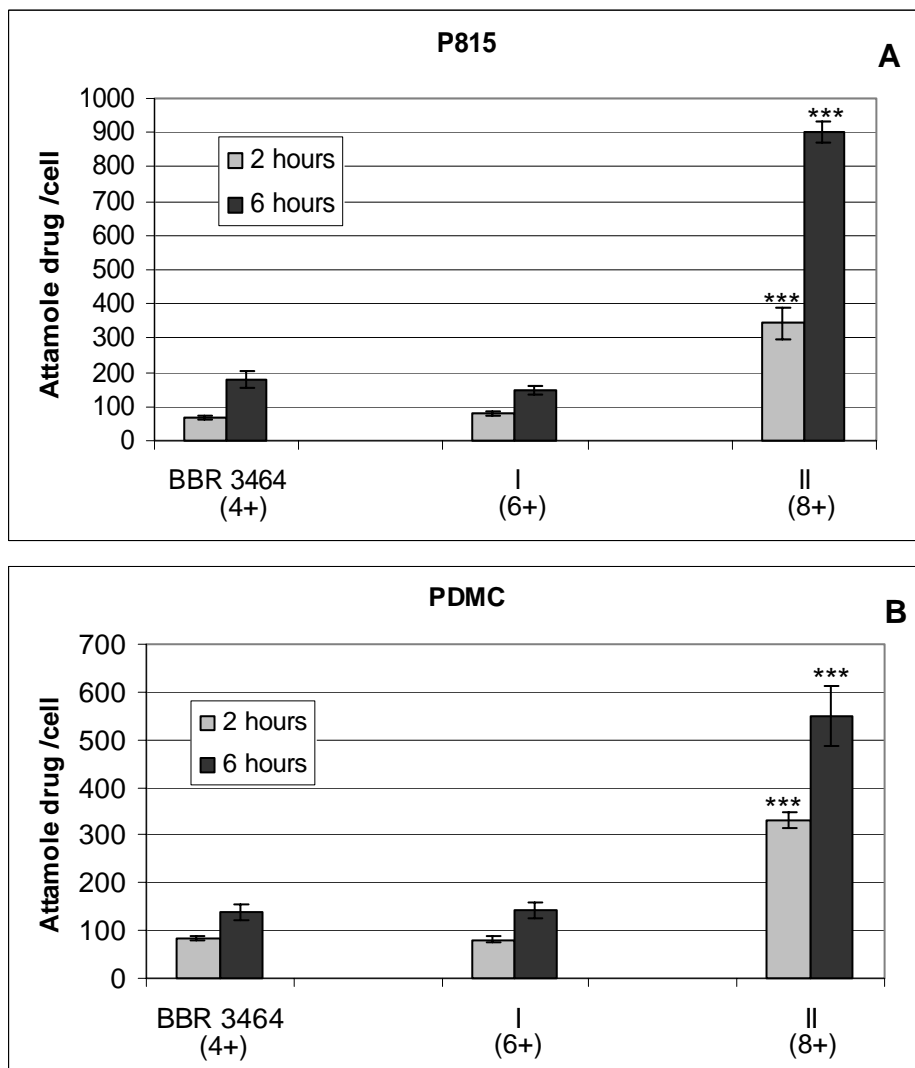 P815
A
Attamole drug /cell
1000
900
800
700
600
500
400
300
200
100
0
2 hours
6 hours
***
***
BBR 3464
(4+)
I
(6+)
II
(8+)
PDMC
B
Attamole drug /cell
700
600
500
400
300
200
100
0
2 hours
6 hours
***
***
BBR 3464
(4+)
I
(6+)
II
(8+)